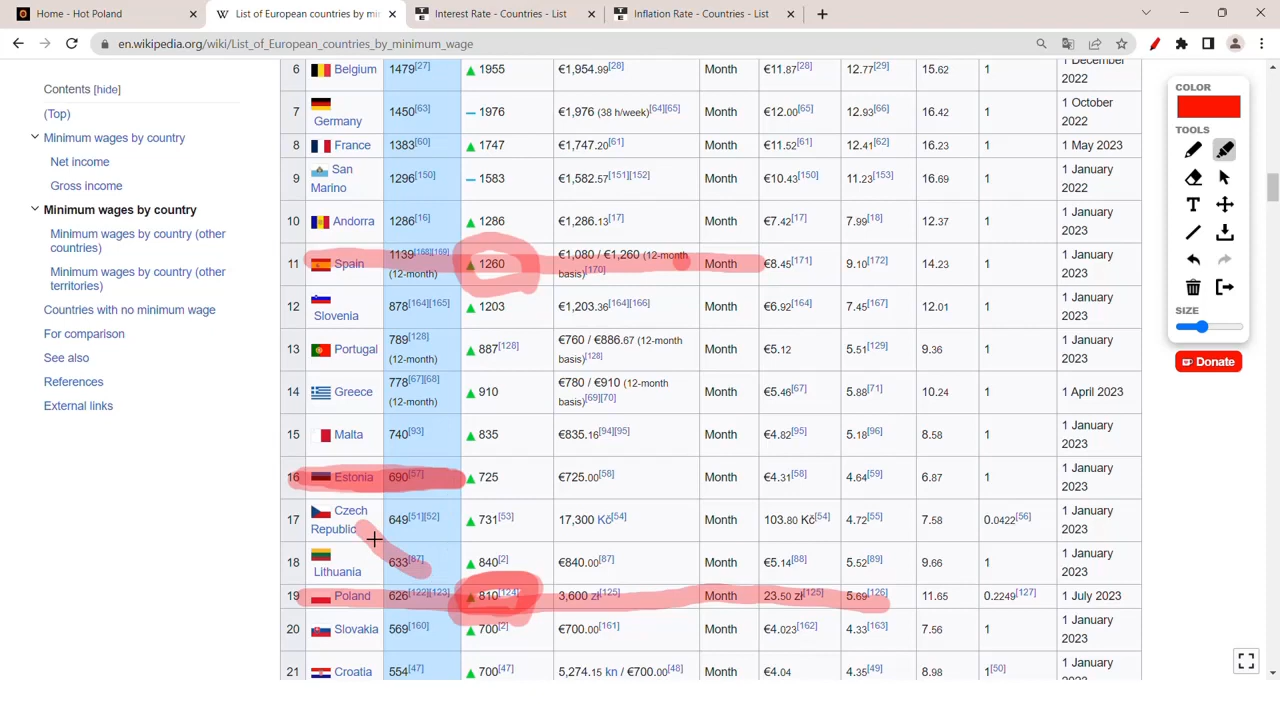 Home - Hot Poland
List of European countries by mi
Interest Rate - Countries - List
Inflation Rate - Countries - List
en.wikipedia.org/wiki/List_of_European_countries_by_minimum_wage
Contents [hide]
(Top)
Minimum wages by country
Net income
Gross income
Minimum wages by country
Minimum wages by country (other
countries)
Minimum wages by country (other
territories)
Countries with no minimum wage
For comparison
See also
References
External links
6 Belgium 1479[27] ▲ 1955 €1,954.99[28] Month €11.87[28] 12.77[29] 15.62 1 1 December
2022
7 Germany 1450[63] 1976 €1,976 (38 h/week)[64][65] Month €12.00[65] 12.93[66] 16.42 1 1 October
2022
8 France 1383[60] ▲ 1747 €1,747.20[61] Month €11.52[61] 12.41[62] 16.23 1 1 May 2023
9 San
Marino 1296[150] 1583 €1,582.57[151][152] Month €10.43[150] 11.23[153] 16.69 1 1 January
2022
10 Andorra 1286[16] ▲ 1286 €1,286.13[17] Month €7.42[17] 7.99[18] 12.37 1 1 January
2023
11 Spain 1139[168][169]
(12-month) ▲ 1260 €1,080 / €1,260 (12-month
basis)[170] Month €8.45[171] 9.10[172] 14.23 1 1 January
2023
12 Slovenia 878[164][165] ▲ 1203 €1,203.36[164][166] Month €6.92[164] 7.45[167] 12.01 1 1 January
2023
13 Portugal 789[128]
(12-month) ▲ 887[128] €760 / €886.67 (12-month
basis)[128] Month €5.12 5.51[129] 9.36 1 1 January
2023
14 Greece 778[67][68]
(12-month) ▲ 910 €780 / €910 (12-month
basis)[69][70] Month €5.46[67] 5.88[71] 10.24 1 1 April 2023
15 Malta 740[93] ▲ 835 €835.16[94][95] Month €4.82[95] 5.18[96] 8.58 1 1 January
2023
16 Estonia 690[57] ▲ 725 €725.00[58] Month €4.31[58] 4.64[59] 6.87 1 1 January
2023
17 Czech
Republic 649[51][52] ▲ 731[53] 17,300 Kč[54] Month 103.80 Kč[54] 4.72[55] 7.58 0.0422[56] 1 January
2023
18 Lithuania 633[87] ▲ 840[2] €840.00[87] Month €5.14[88] 5.52[89] 9.66 1 1 January
2023
19 Poland 626[122][123] ▲ 810[124] 3,600 zł[125] Month 23.50 zł[125] 5.69[126] 11.65 0.2249[127] 1 July 2023
20 Slovakia 569[160] ▲ 700[2] €700.00[161] Month €4.023[162] 4.33[163] 7.56 1 1 January
2023
21 Croatia 554[47] ▲ 700[47] 5,274.15 kn / €700.00[48] Month €4.04 4.35[49] 8.98 1[50] 1 January
COLOR
TOOLS
T
SIZE
Donate